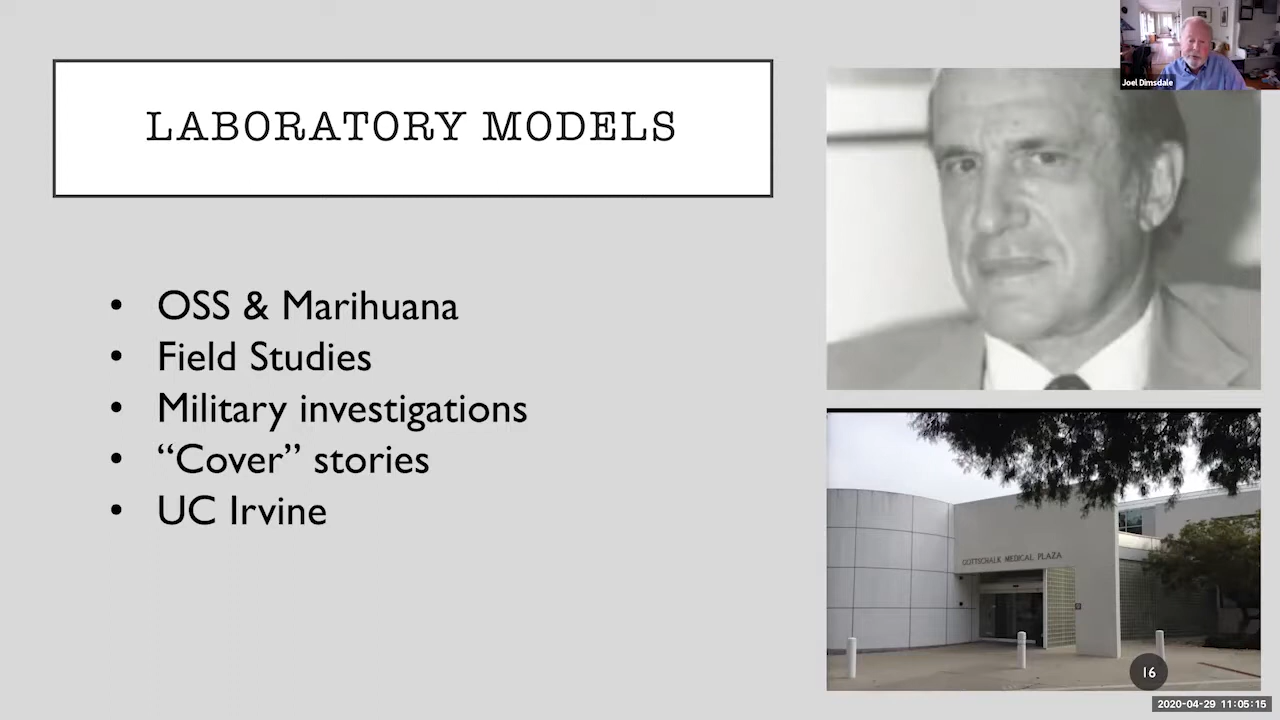 Joel Dimsdale
LABORATORY MODELS
• OSS & Marihuana
• Field Studies
• Military investigations
• “Cover” stories
• UC Irvine
GOTTSCHALK MEDICAL PLAZA
16
2020-04-29 11:05:15